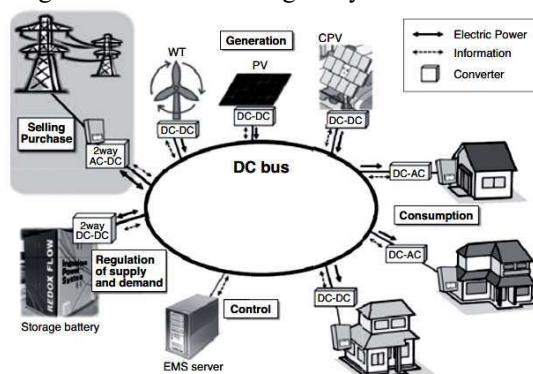 Electric Power
Information
Converter
Generation
WT
PV
CPV
DC-DC
DC-DC
DC-DC
Selling
Purchase
2way
AC-DC
DC bus
DC-AC
Consumption
2way
DC-DC
Regulation
of supply
and demand
DC-AC
REDOX FLOW
Power
System
Storage battery
DC-DC
Control
EMS server